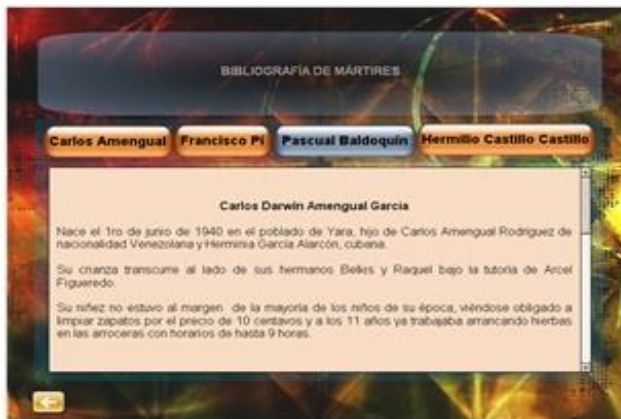 BIBLIOGRAFÍA DE MÁRTIRES
Carlos Amengual
Francisco Pí
Pascual Baldoquín
Hermilio Castillo Castillo
Carlos Darwin Amengual García
Nace el 1ro de junio de 1940 en el poblado de Yara, hijo de Carlos Amengual Rodríguez de
nacionalidad Venezolana y Herminia García Alarcón, cubana.
Su crianza transcurre al lado de sus hermanos Belkis y Raquel bajo la tutoría de Arcel
Figueredo.
Su niñez no estuvo al margen de la mayoría de los niños de su época, viéndose obligado a
limpiar zapatos por el precio de 10 centavos y a los 11 años ya trabajaba arrancando hierbas
en las arroceras con horarios de hasta 9 horas.